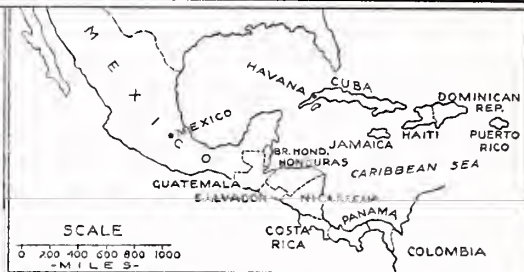 MEXICO
MEXICO
HAVANA
CUBA
DOMINICAN
REP.
HAITI
PUERTO
RICO
JAMAICA
BR. HOND.
HONDURAS
CARIBBEAN SEA
GUATEMALA
SALVADOR
NICARAGUA
PANAMA
COSTA
RICA
COLOMBIA
SCALE
0 200 400 600 800 1000
-MILES-